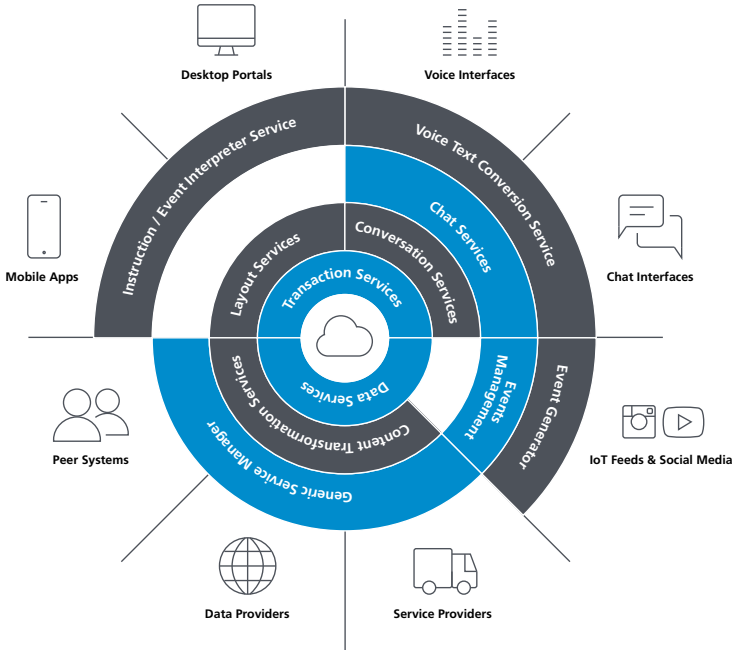 Desktop Portals
Voice Interfaces
Instruction / Event Interpreter Service
Voice Text Conversion Service
Chat Services
Layout Services
Conversation Services
Transaction Services
Mobile Apps
Chat Interfaces
Data Services
Content Transformation Services
Generic Service Manager
Events
Management
Event Generator
Peer Systems
IoT Feeds & Social Media
Data Providers
Service Providers